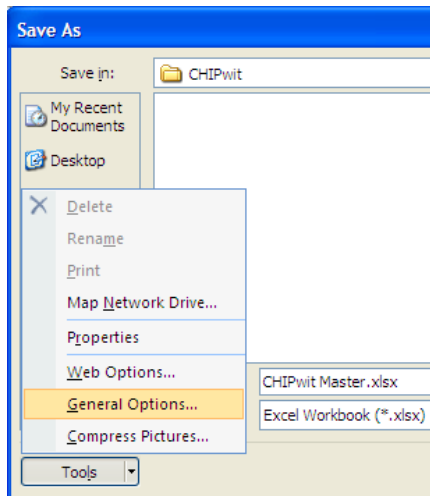 Save As
Save in:
CHIPwit
My Recent
Documents
Desktop
Delete
Rename
Print
Map Network Drive...
Properties
Web Options...
General Options...
Compress Pictures...
CHIPwit Master.xlsx
Excel Workbook (*.xlsx)
Tools